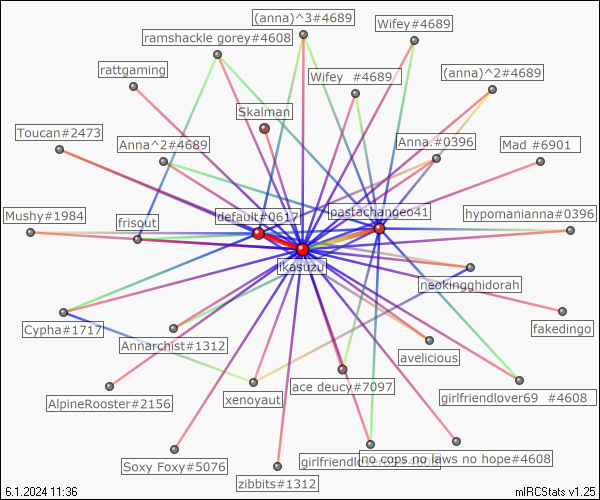 (anna)^3#4689
Wifey#4689
ramshackle gorey#4608
rattgaming
Wifey #4689
(anna)^2#4689
Skalman
Toucan#2473
Anna^2#4689
Anna.#0396
Mad #6901
Mushy#1984
frisout
default#0617
pastachangeo41
hypomanianna#0396
ikasuzu
neokingghidorah
Cypha#1717
Annarchist#1312
fakedingo
avelicious
AlpineRooster#2156
xenoyaut
ace deucy#7097
girlfriendlover69 #4608
Soxy Foxy#5076
zibbits#1312
girlfriendlover
no cops no laws no hope#4608
6.1.2024 11:36
mIRCStats v1.25